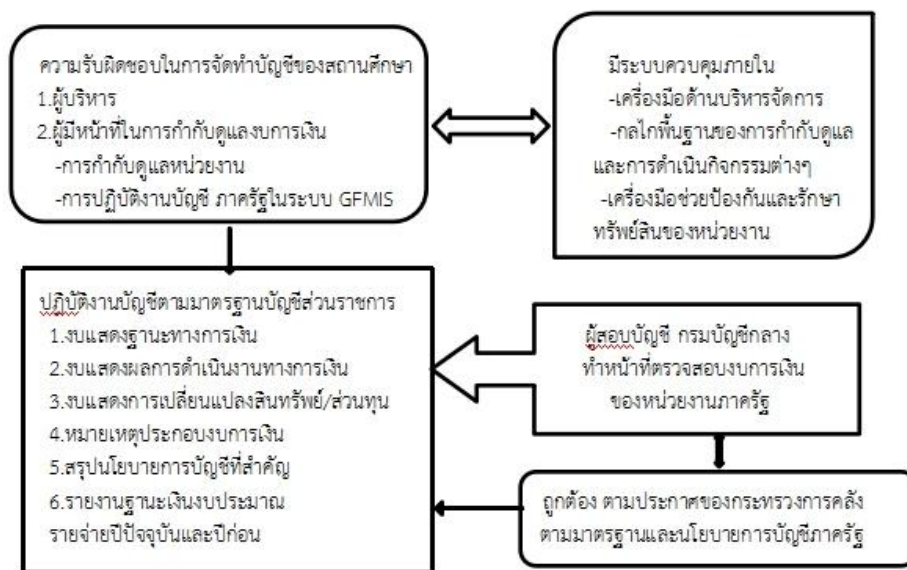 ความรับผิดชอบในการจัดทำบัญชีของสถานศึกษา
1.ผู้บริหาร
2.ผู้มีหน้าที่ในการกำกับดูแลงบการเงิน
-การกำกับดูแลหน่วยงาน
-การปฏิบัติงานบัญชี ภาครัฐในระบบ GFMIS
มีระบบควบคุมภายใน
-เครื่องมือด้านบริหารจัดการ
-กลไกพื้นฐานของการกำกับดูแล
และการดำเนินกิจกรรมต่างๆ
-เครื่องมือช่วยป้องกันและรักษา
ทรัพย์สินของหน่วยงาน
ปฏิบัติงานบัญชีตามมาตรฐานบัญชีส่วนราชการ
1.งบแสดงฐานะทางการเงิน
2.งบแสดงผลการดำเนินงานทางการเงิน
3.งบแสดงการเปลี่ยนแปลงสินทรัพย์/ส่วนทุน
4.หมายเหตุประกอบงบการเงิน
5.สรุปนโยบายการบัญชีที่สำคัญ
6.รายงานฐานะเงินงบประมาณ
รายจ่ายปีปัจจุบันและปีก่อน
ผู้สอบบัญชี กรมบัญชีกลาง
ทำหน้าที่ตรวจสอบงบการเงิน
ของหน่วยงานภาครัฐ
ถูกต้อง ตามประกาศของกระทรวงการคลัง
ตามมาตรฐานและนโยบายการบัญชีภาครัฐ